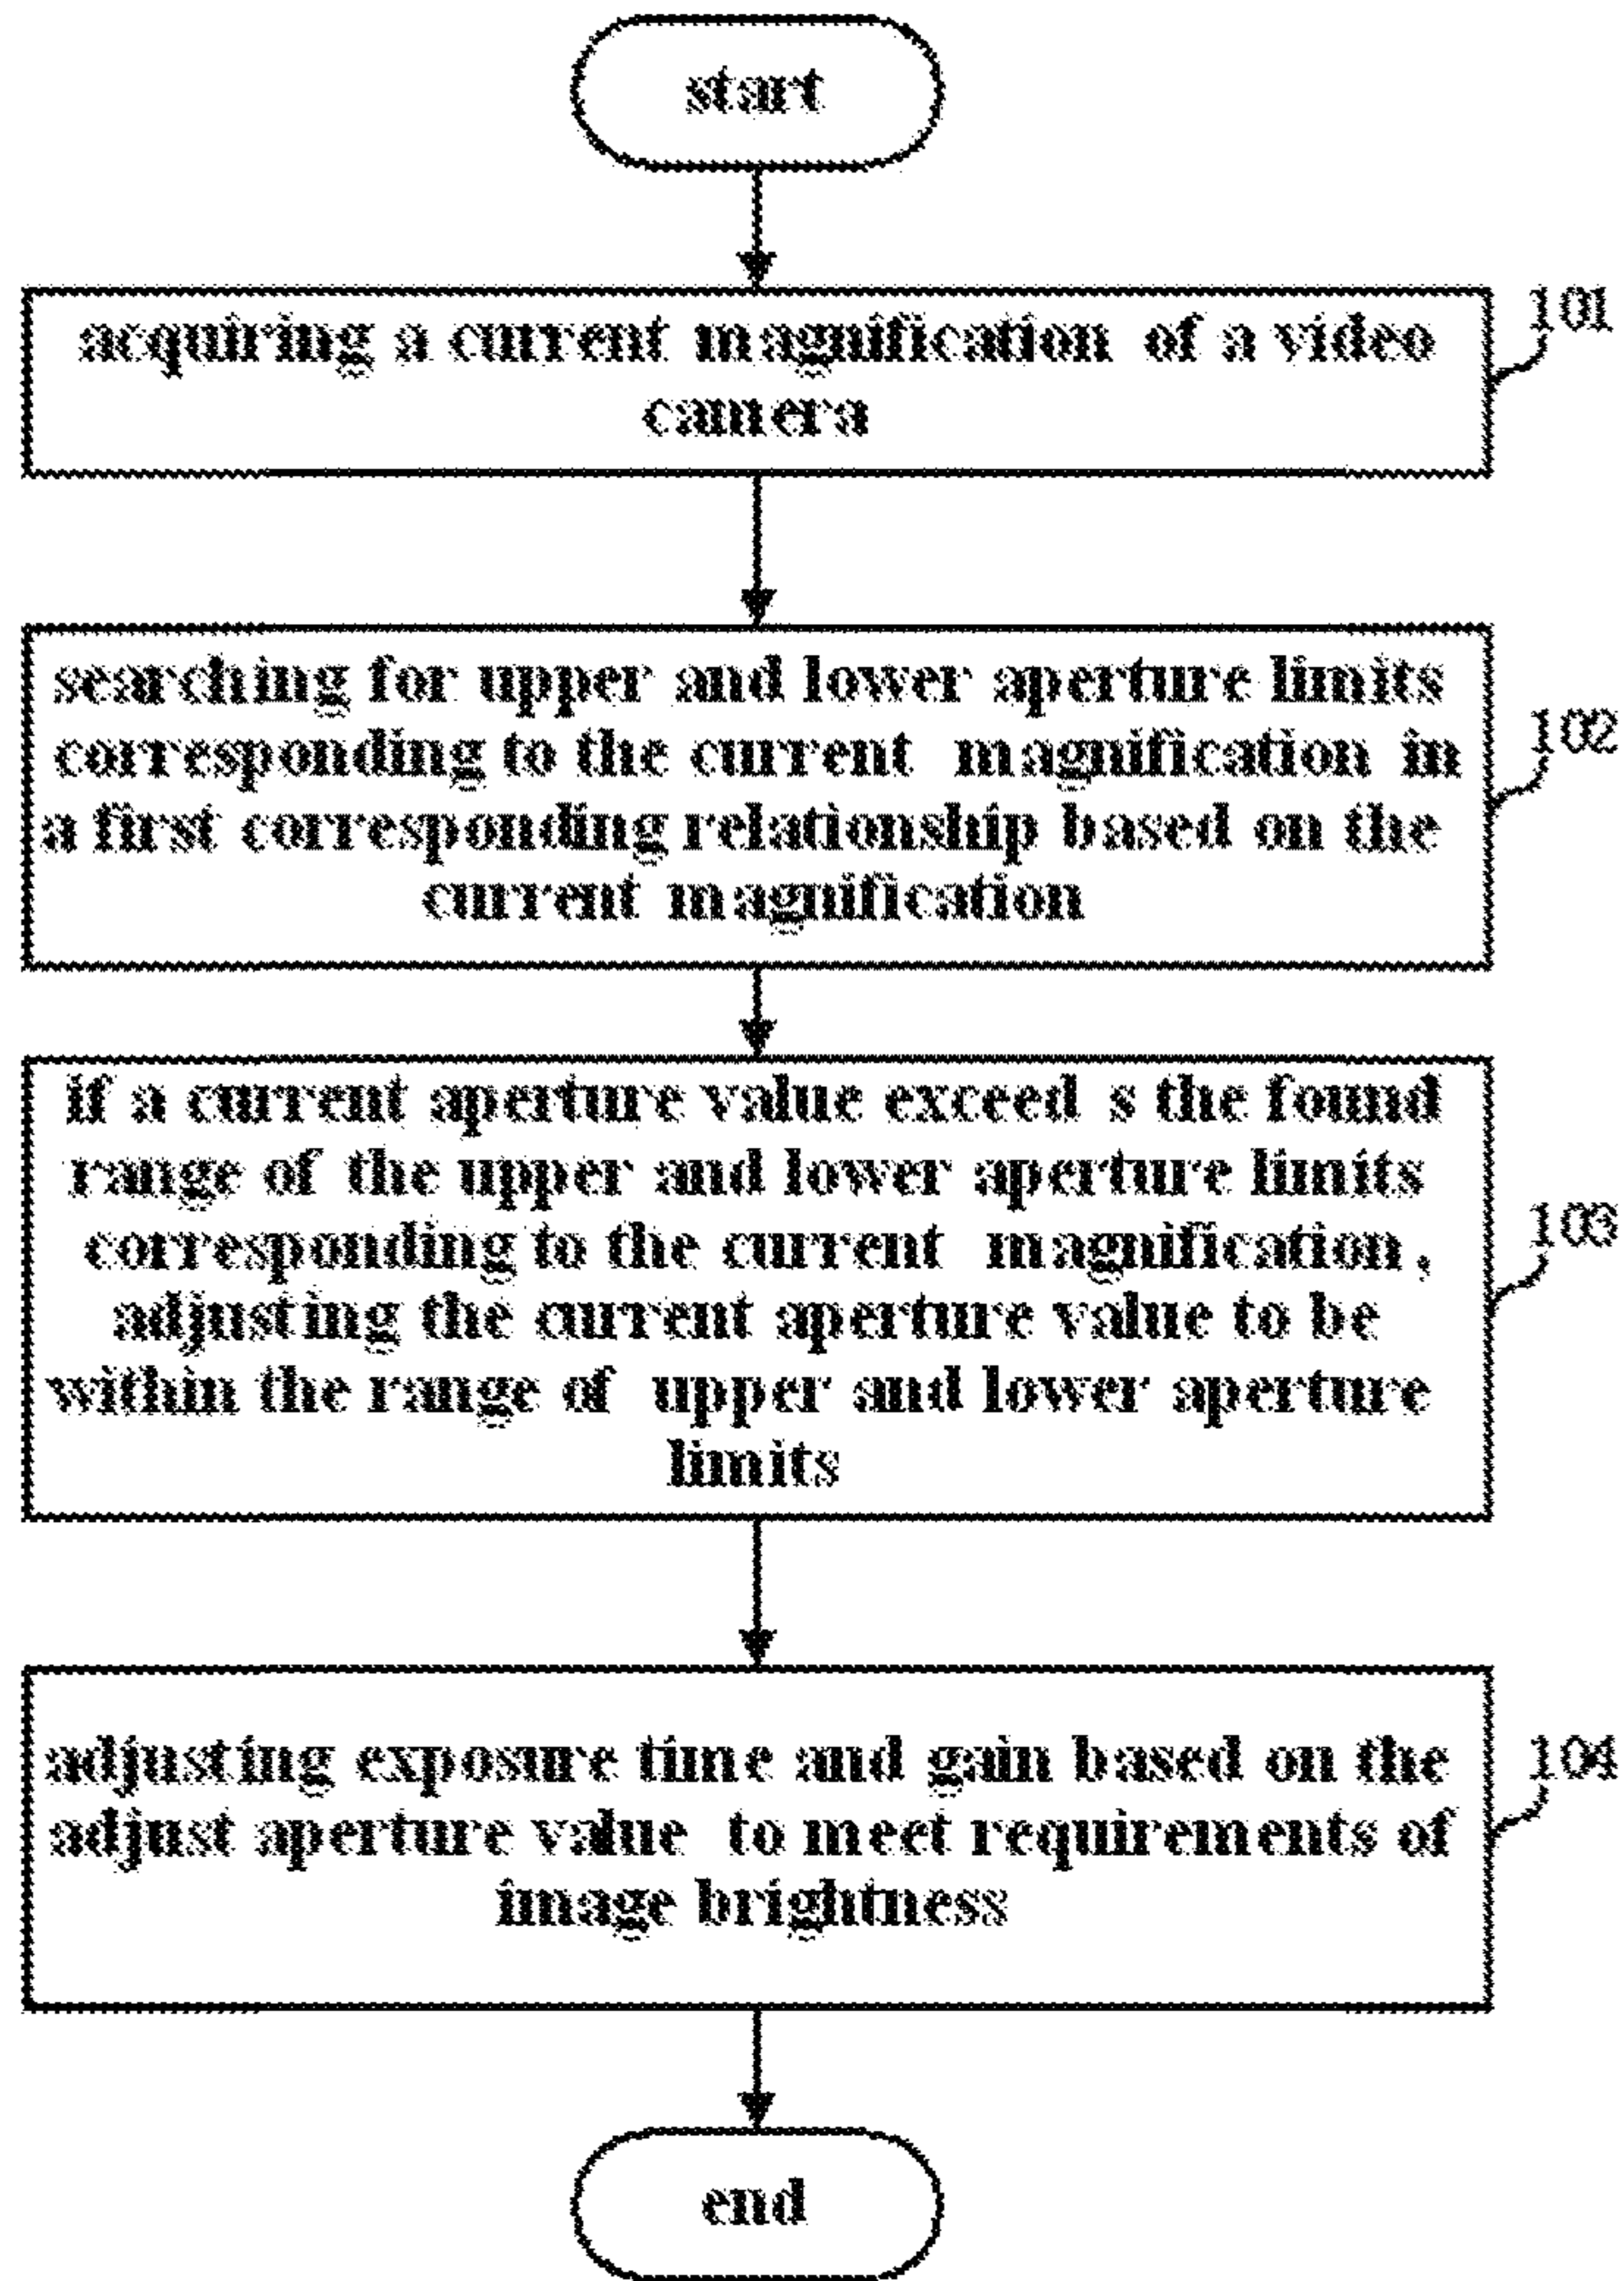 start
acquiring a current magnification of a video
camera
101
searching for upper and lower aperture limits
corresponding to the current magnification in
a first corresponding relationship based on the
current magnification
102
if a current aperture value exceed s the found
range of the upper and lower aperture limits
corresponding to the current magnification,
adjusting the current aperture value to be
within the range of upper and lower aperture
limits
103
adjusting exposure time and gain based on the
adjust aperture value to meet requirements of
image brightness
104
end